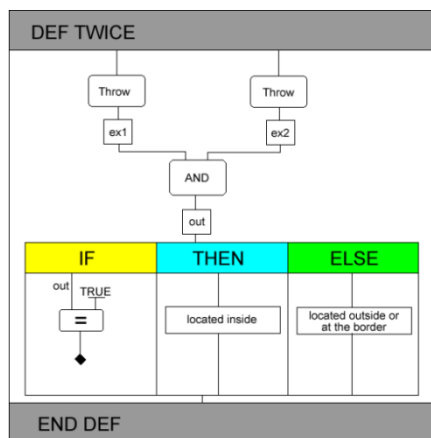 DEF TWICE
Throw
Throw
ex1
ex2
AND
out
IF
THEN
ELSE
out
TRUE
=
located inside
located outside or
at the border
END DEF